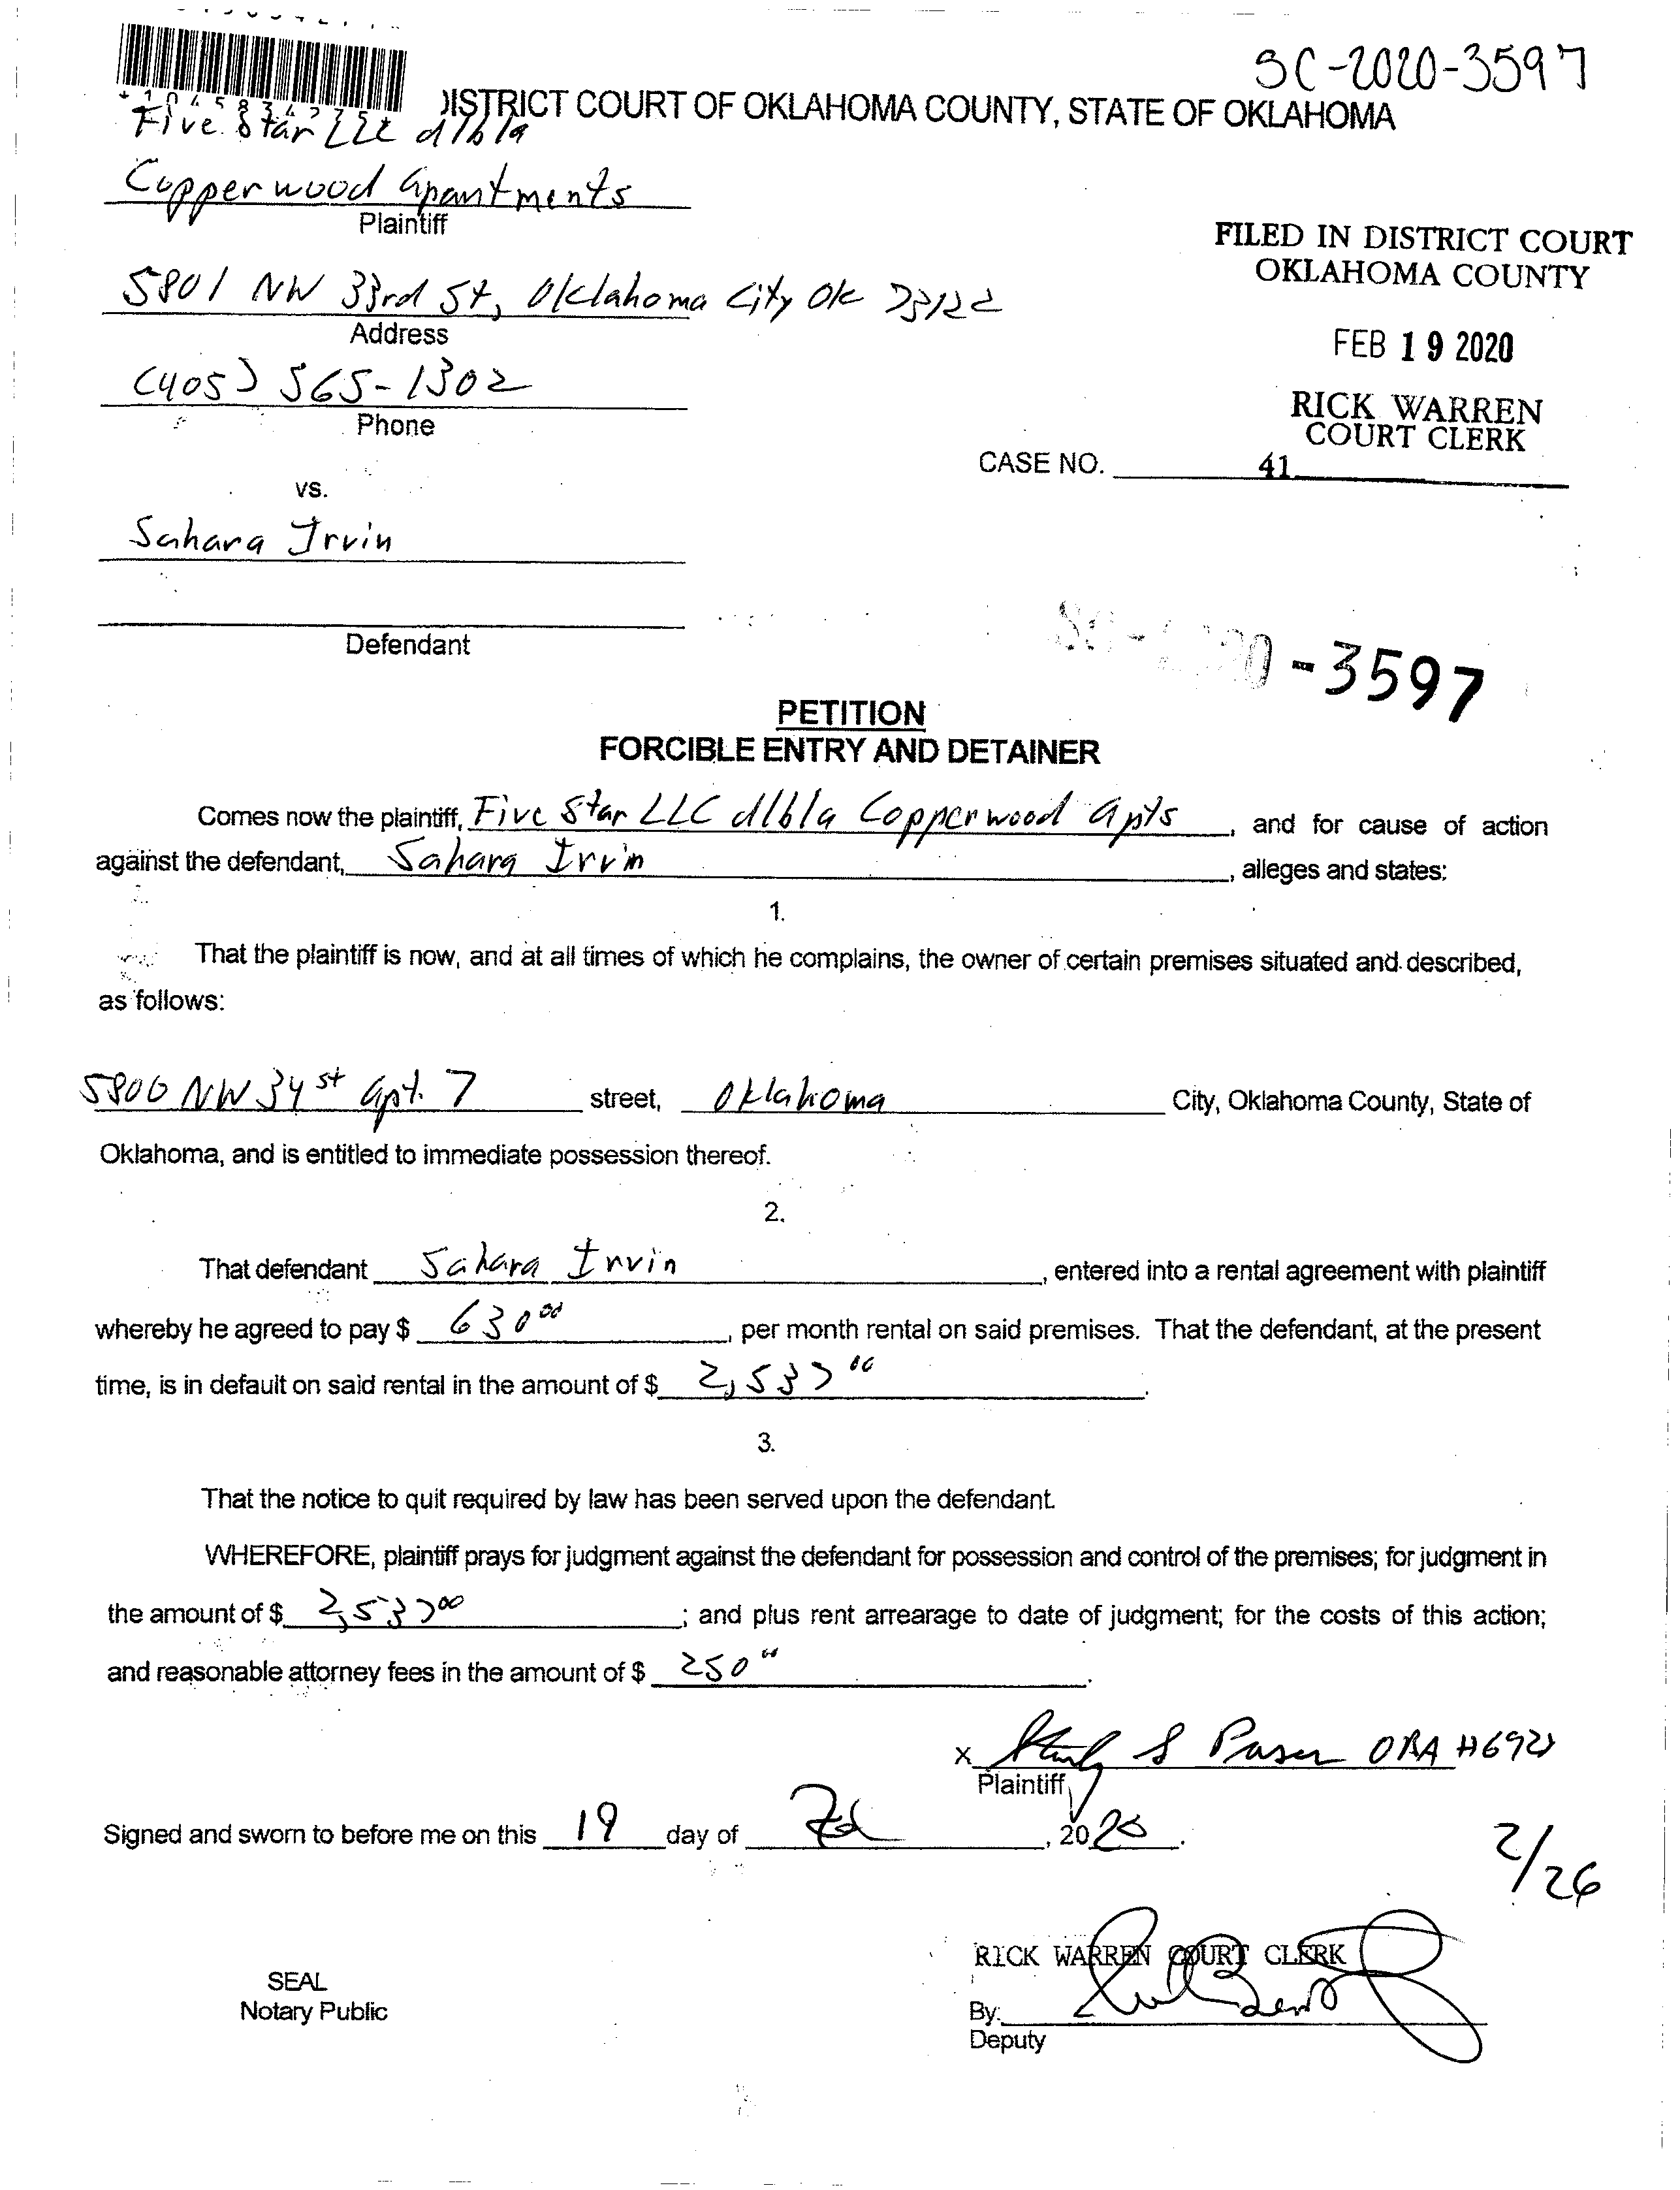 SC-2020-3597
DISTRICT COURT OF OKLAHOMA COUNTY, STATE OF OKLAHOMA
Five Star LLC d/b/a
Copperwood Apartments
Plaintiff
5801 NW 33rd St, Oklahoma City OK 73122
Address
(405) 565-1302
Phone
FILED IN DISTRICT COURT
OKLAHOMA COUNTY
FEB 19 2020
RICK WARREN
COURT CLERK
CASE NO. 41
vs.
Sahara Irvin
Defendant
-3597
PETITION
FORCIBLE ENTRY AND DETAINER
Comes now the plaintiff, Five Star LLC d/b/a Copperwood Apts, and for cause of action
against the defendant, Sahara Irvin, alleges and states:
1.
That the plaintiff is now, and at all times of which he complains, the owner of certain premises situated and described,
as follows:
5800 NW 34st Apt. 7 street, Oklahoma City, Oklahoma County, State of
Oklahoma, and is entitled to immediate possession thereof.
2.
That defendant Sahara Irvin, entered into a rental agreement with plaintiff
whereby he agreed to pay $ 630 00, per month rental on said premises. That the defendant, at the present
time, is in default on said rental in the amount of $ 2,537 00.
3.
That the notice to quit required by law has been served upon the defendant.
WHEREFORE, plaintiff prays for judgment against the defendant for possession and control of the premises; for judgment in
the amount of $ 2,537 00; and plus rent arrearage to date of judgment; for the costs of this action;
and reasonable attorney fees in the amount of $ 250 00.
X S OBA #
Plaintiff
Signed and sworn to before me on this 19 day of Feb, 2020.
2/26
RICK WARREN COURT CLERK
SEAL
Notary Public
By:
Deputy